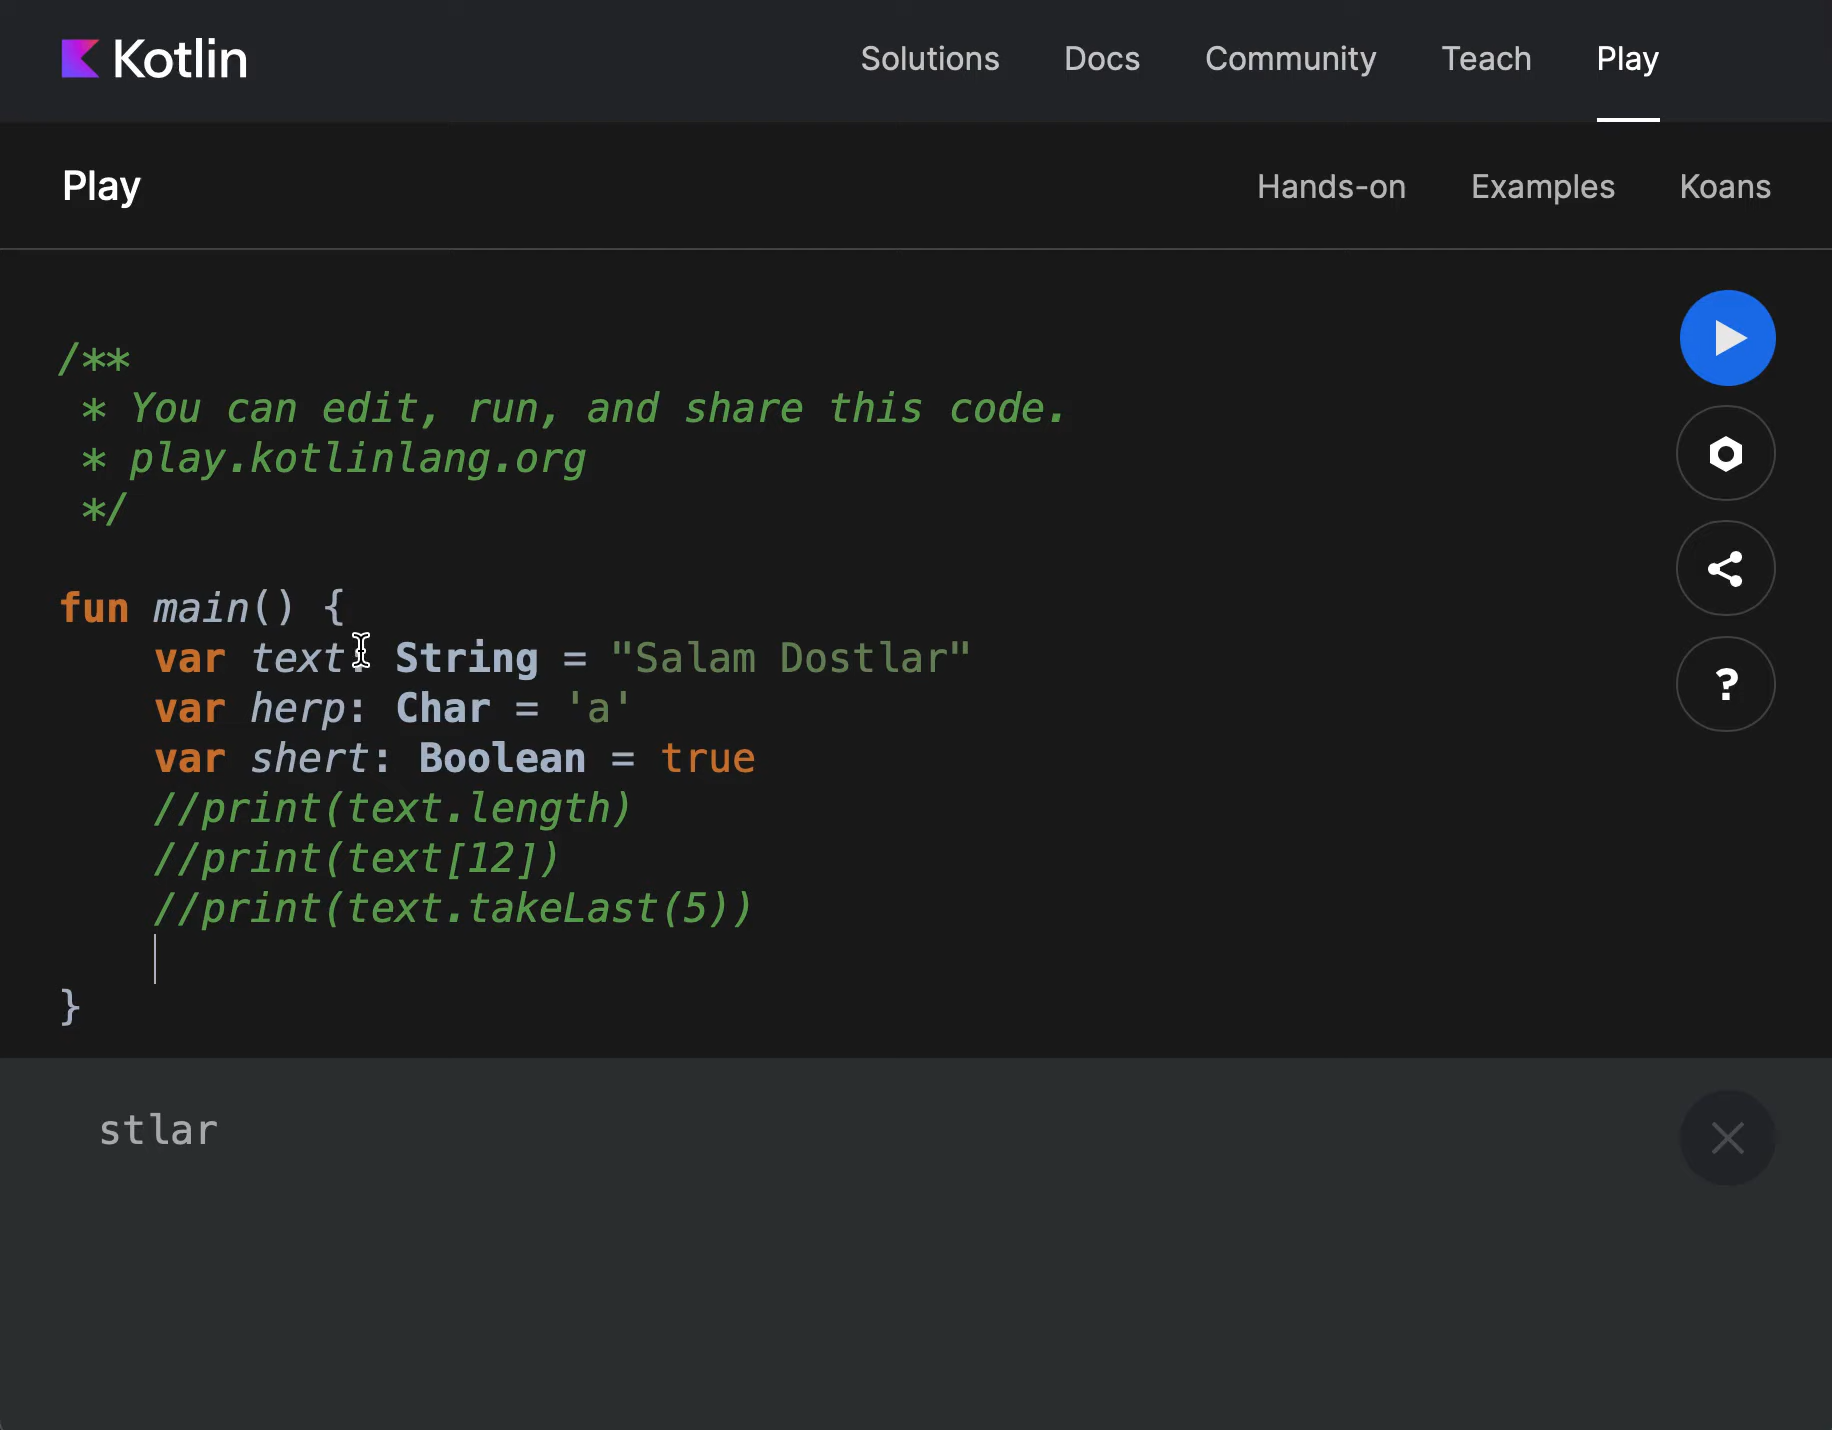 Kotlin
Solutions Docs Community Teach Play
Play
Hands-on Examples Koans
/**
 * You can edit, run, and share this code.
 * play.kotlinlang.org
 */
fun main() {
    var text: String = "Salam Dostlar"
    var herp: Char = 'a'
    var shert: Boolean = true
    //print(text.length)
    //print(text[12])
    //print(text.takeLast(5))
}
stlar